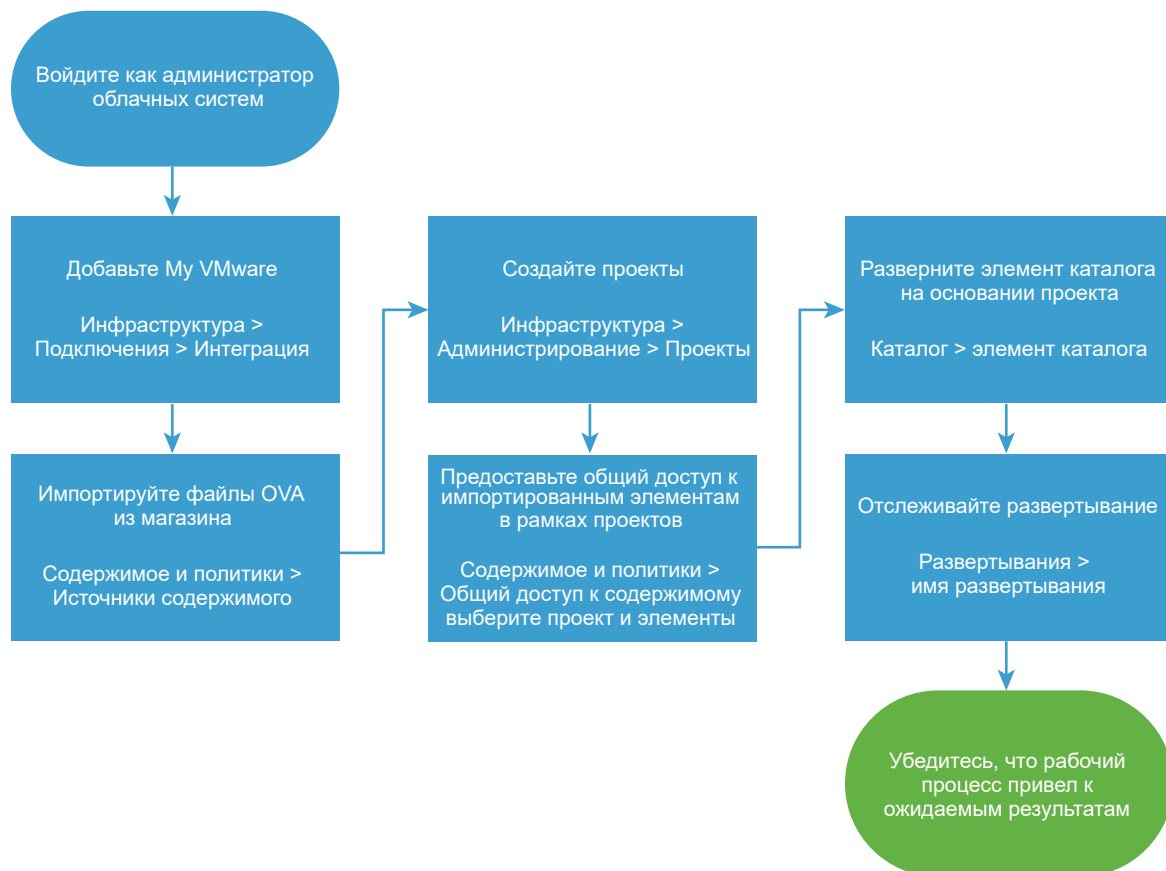 Войдите как администратор
облачных систем
Добавьте My VMware
Инфраструктура >
Подключения > Интеграция
Импортируйте файлы OVA
из магазина
Содержимое и политики >
Источники содержимого
Создайте проекты
Инфраструктура >
Администрирование > Проекты
Предоставьте общий доступ к
импортированным элементам
в рамках проектов
Содержимое и политики >
Общий доступ к содержимому
выберите проект и элементы
Разверните элемент каталога
на основании проекта
Каталог > элемент каталога
Отслеживайте развертывание
Развертывания >
имя развертывания
Убедитесь, что рабочий
процесс привел к
ожидаемым результатам